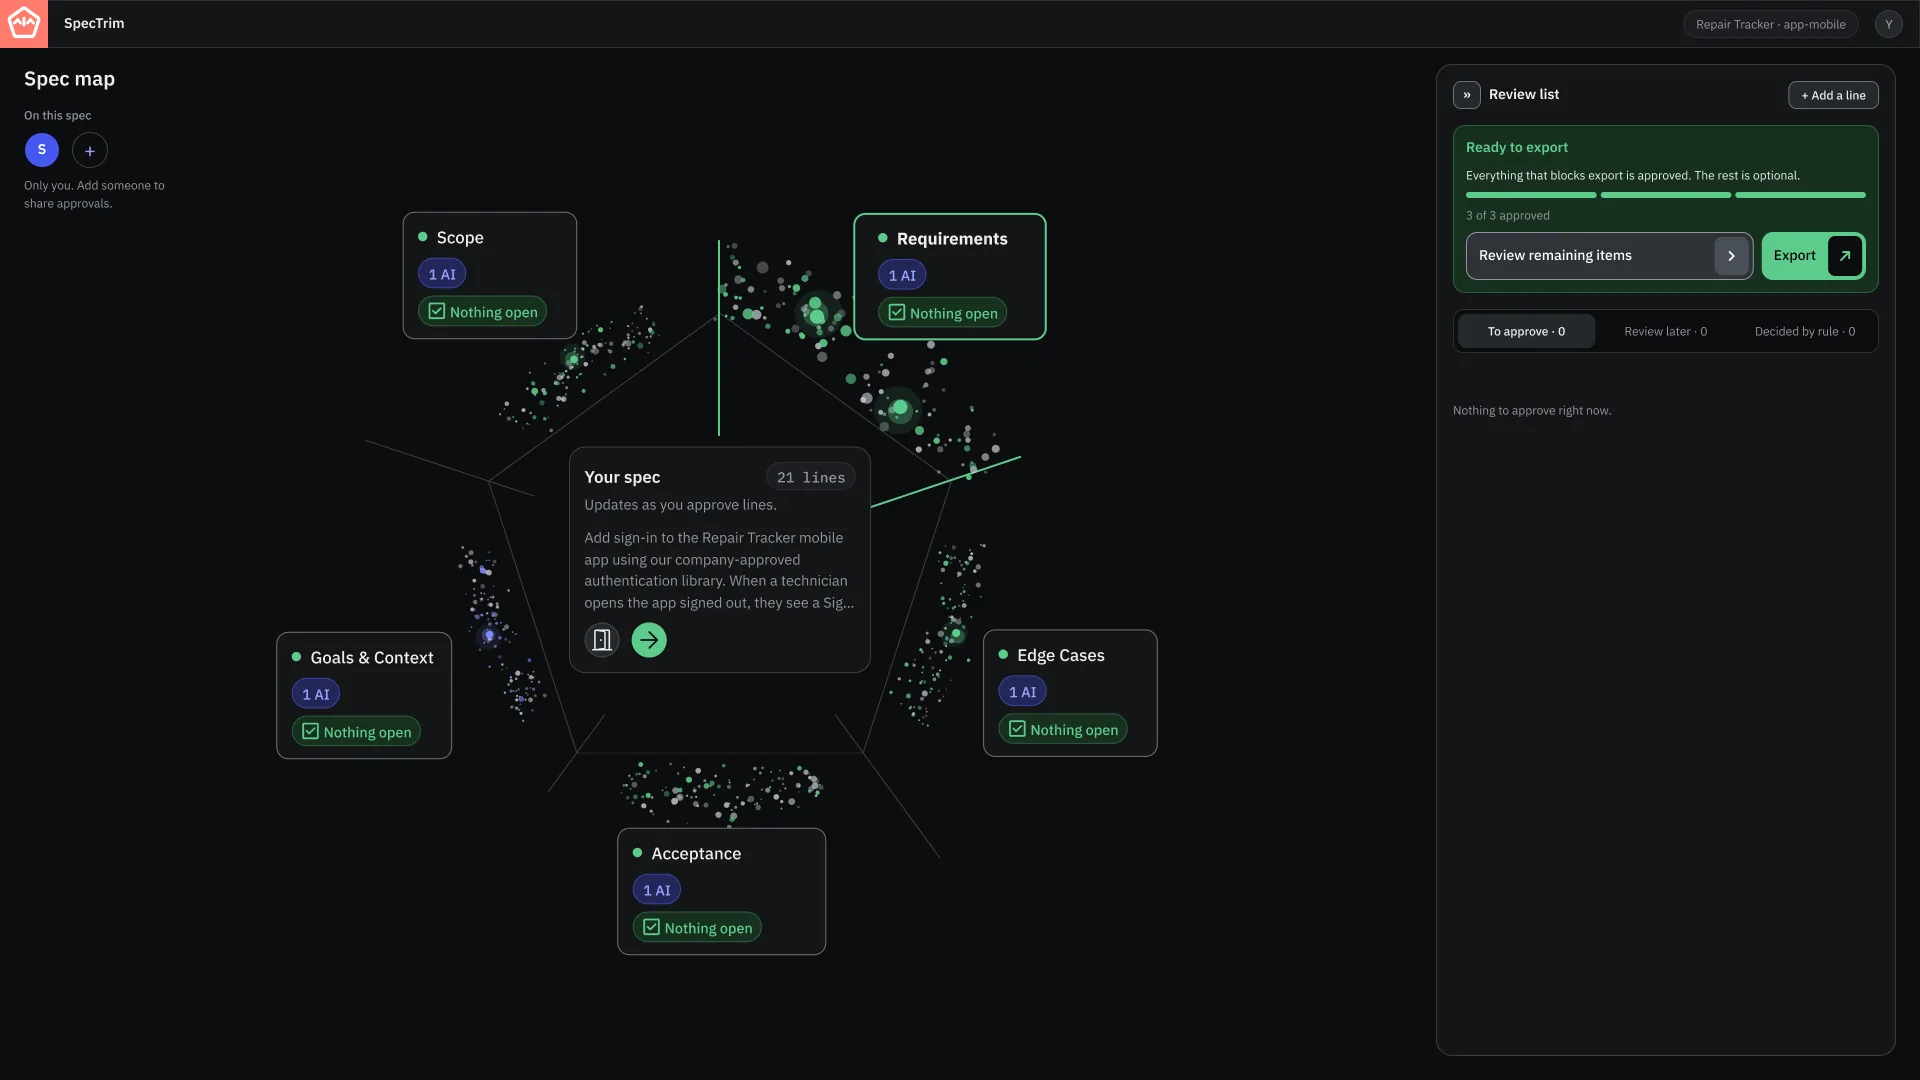 SpecTrim
Repair Tracker · app-mobile
Y
Spec map
On this spec
S
+
Only you. Add someone to
share approvals.
Scope
1 AI
Nothing open
Requirements
1 AI
Nothing open
Your spec
21 lines
Updates as you approve lines.
Add sign-in to the Repair Tracker mobile
app using our company-approved
authentication library. When a technician
opens the app signed out, they see a Sig...
Goals & Context
1 AI
Nothing open
Edge Cases
1 AI
Nothing open
Acceptance
1 AI
Nothing open
» Review list
+ Add a line
Ready to export
Everything that blocks export is approved. The rest is optional.
3 of 3 approved
Review remaining items
Export
To approve · 0
Review later · 0
Decided by rule · 0
Nothing to approve right now.